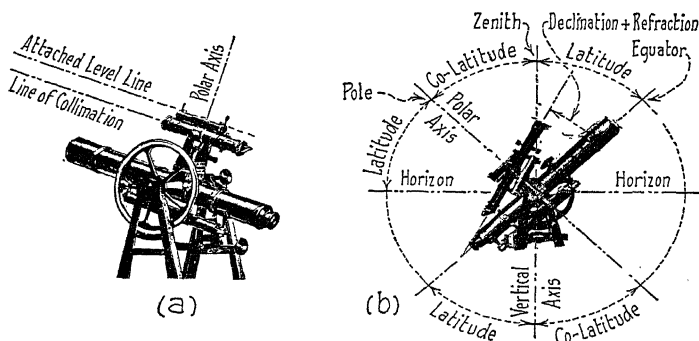 Attached Level Line
Line of Collimation
Polar Axis
(a)
Zenith
Declination + Refraction
Equator
Co-Latitude
Latitude
Pole
Polar
Axis
Latitude
Horizon
Horizon
(b)
Vertical
Axis
Latitude
Co-Latitude